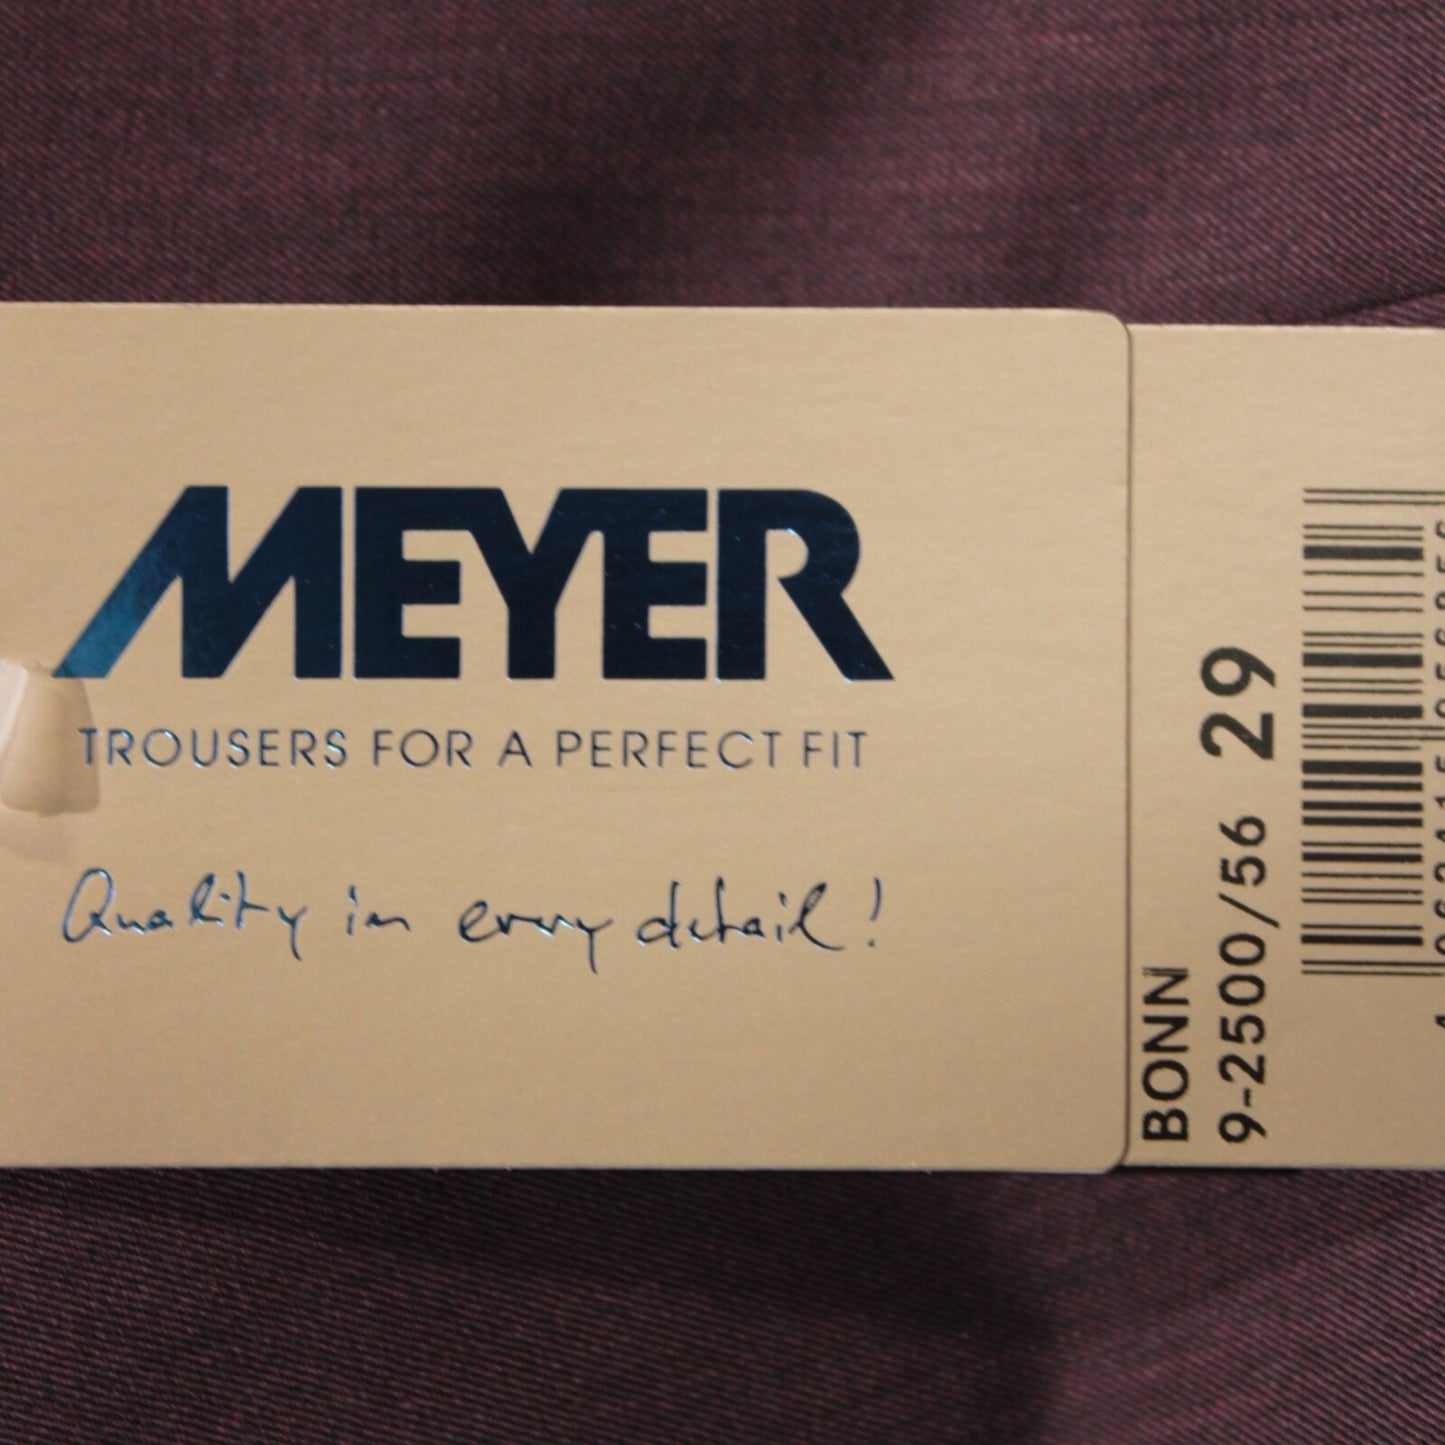 MEYER
TROUSERS FOR A PERFECT FIT
Quality in every detail!
BONN
9-2500/56 29